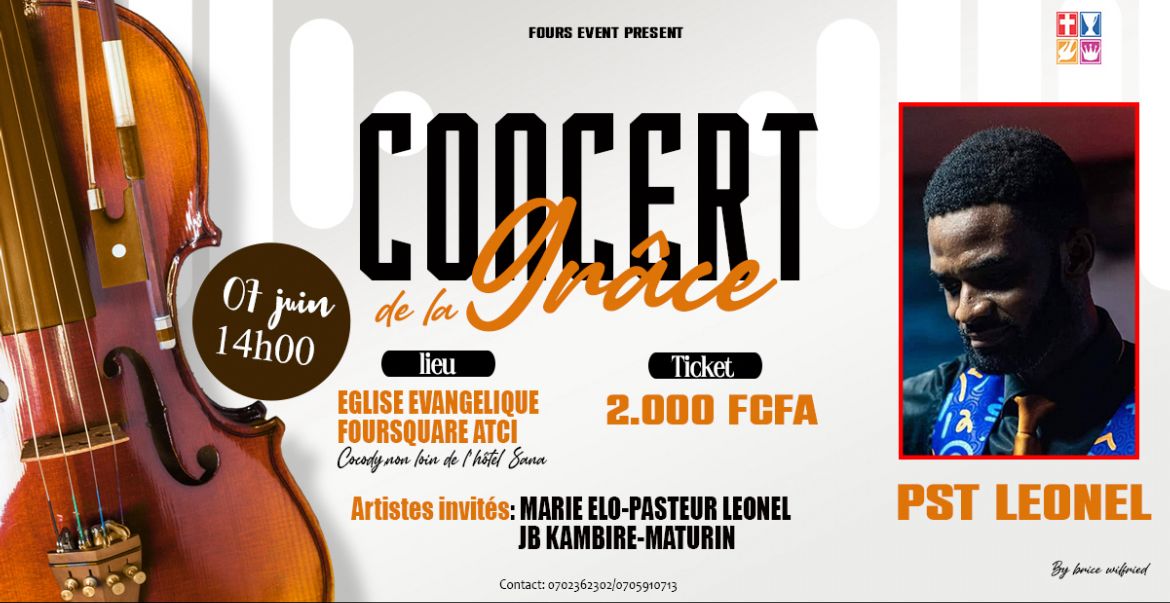 FOURS EVENT PRESENT
CONCERT
de la grâce
07 juin
14h00
lieu
EGLISE EVANGELIQUE
FOURSQUARE ATCI
Cocody,non loin de l'hôtel Sana
Ticket
2.000 FCFA
Artistes invités: MARIE ELO-PASTEUR LEONEL
JB KAMBIRE-MATURIN
PST LEONEL
Contact: 0702362302/0705910713
By brice wilfried